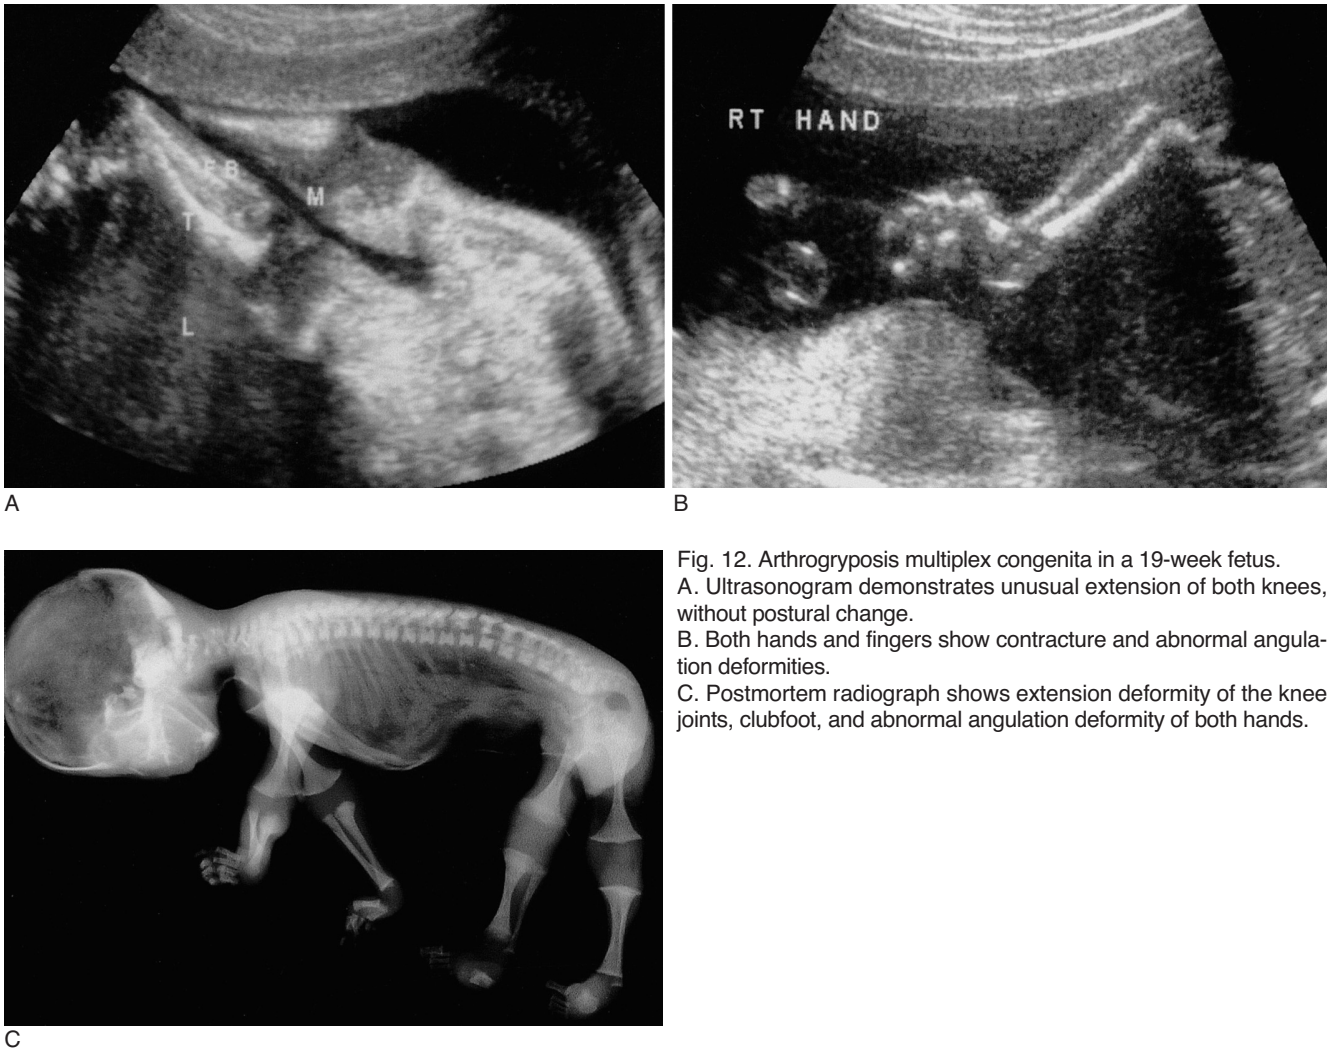 F B
M
T
L
A
RT HAND
B
C
Fig. 12. Arthrogryposis multiplex congenita in a 19-week fetus.
A. Ultrasonogram demonstrates unusual extension of both knees,
without postural change.
B. Both hands and fingers show contracture and abnormal angula-
tion deformities.
C. Postmortem radiograph shows extension deformity of the knee
joints, clubfoot, and abnormal angulation deformity of both hands.